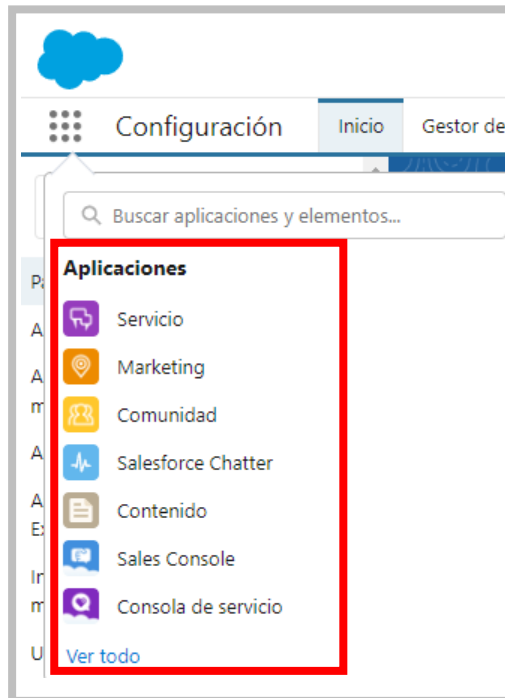 Configuración
Inicio
Gestor de
Buscar aplicaciones y elementos...
Aplicaciones
Servicio
Marketing
Comunidad
Salesforce Chatter
Contenido
Sales Console
Consola de servicio
Ver todo